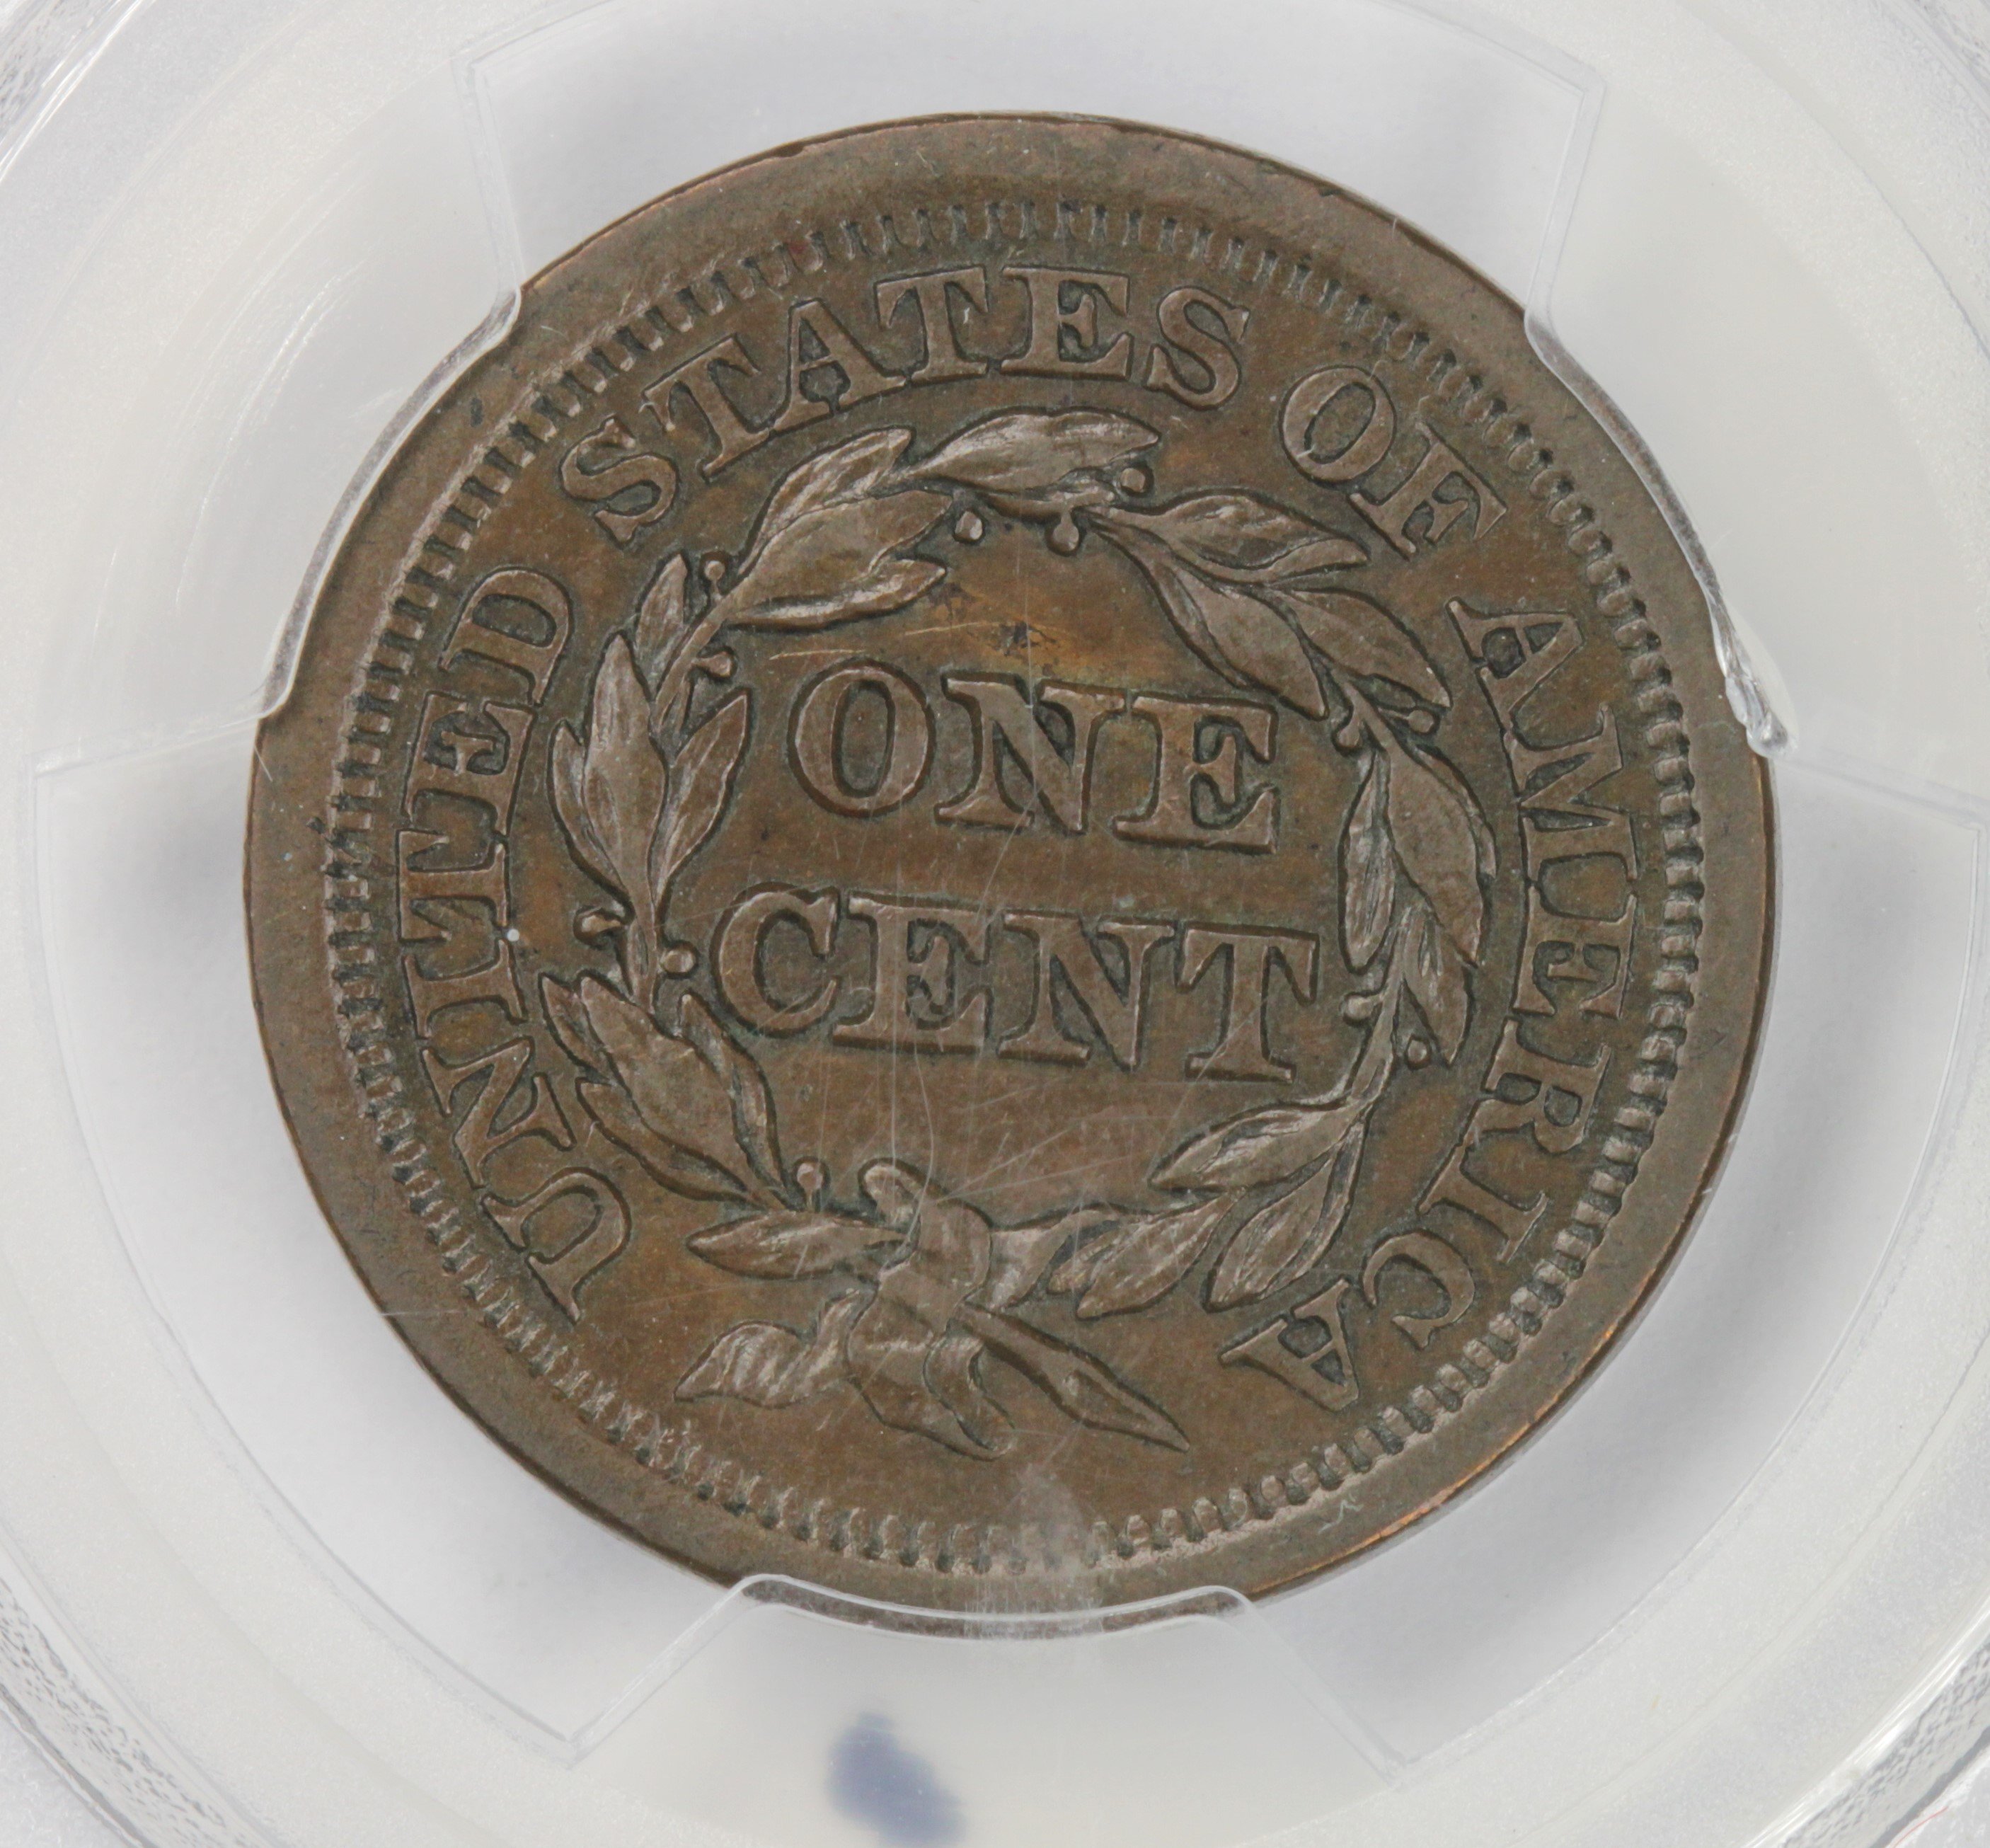 UNITED STATES OF AMERICA
ONE
CENT